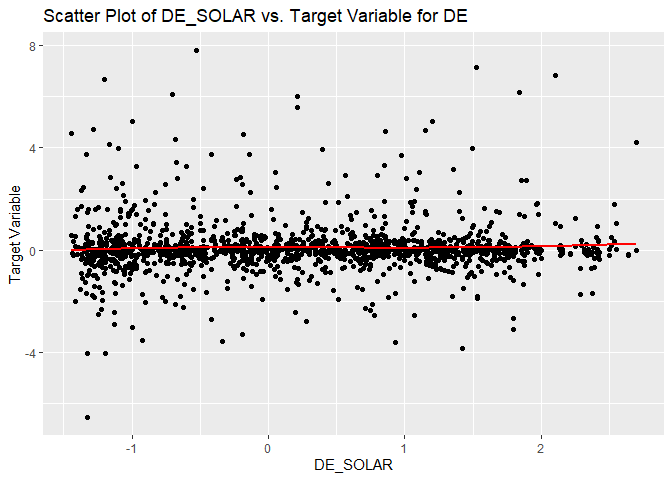 Scatter Plot of DE_SOLAR vs. Target Variable for DE
8
4
0
-4
Target Variable
-1
0
1
2
DE_SOLAR